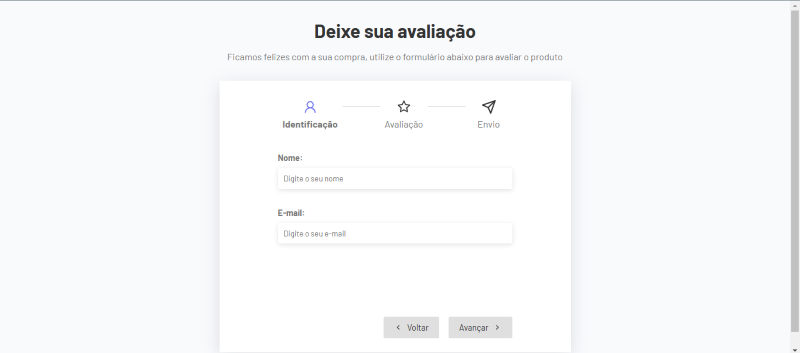 Deixe sua avaliação
Ficamos felizes com a sua compra, utilize o formulário abaixo para avaliar o produto
Identificação
Avaliação
Envio
Nome:
Digite o seu nome
E-mail:
Digite o seu e-mail
Voltar
Avançar